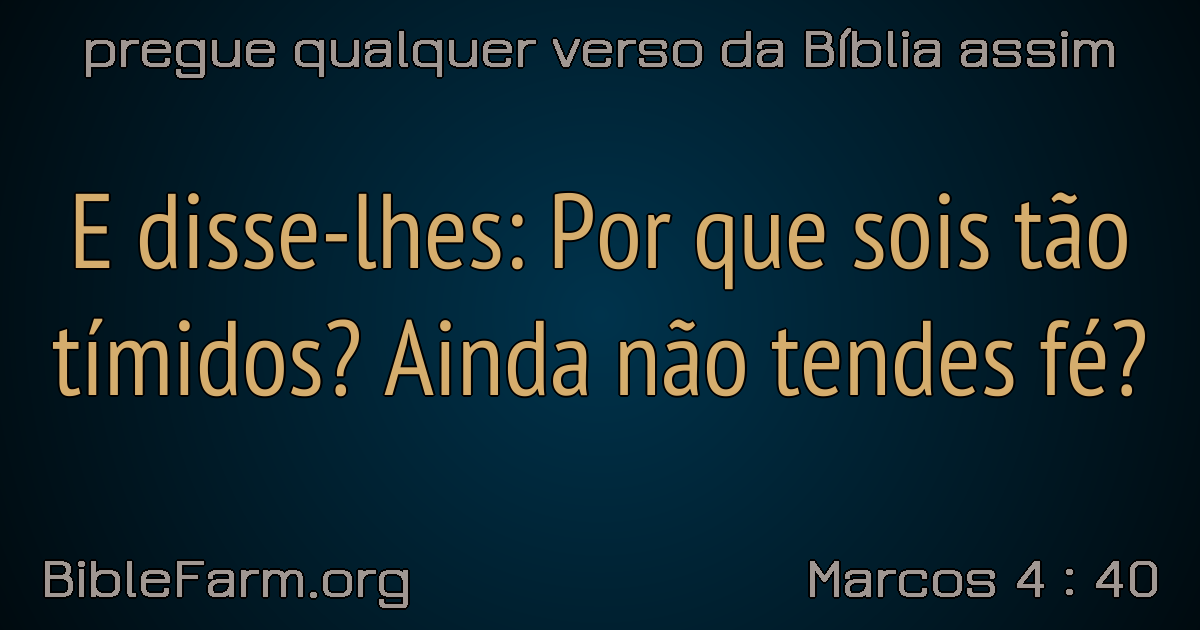 pregue qualquer verso da Bíblia assim
E disse-lhes: Por que sois tão
tímidos? Ainda não tendes fé?
BibleFarm.org
Marcos 4 : 40